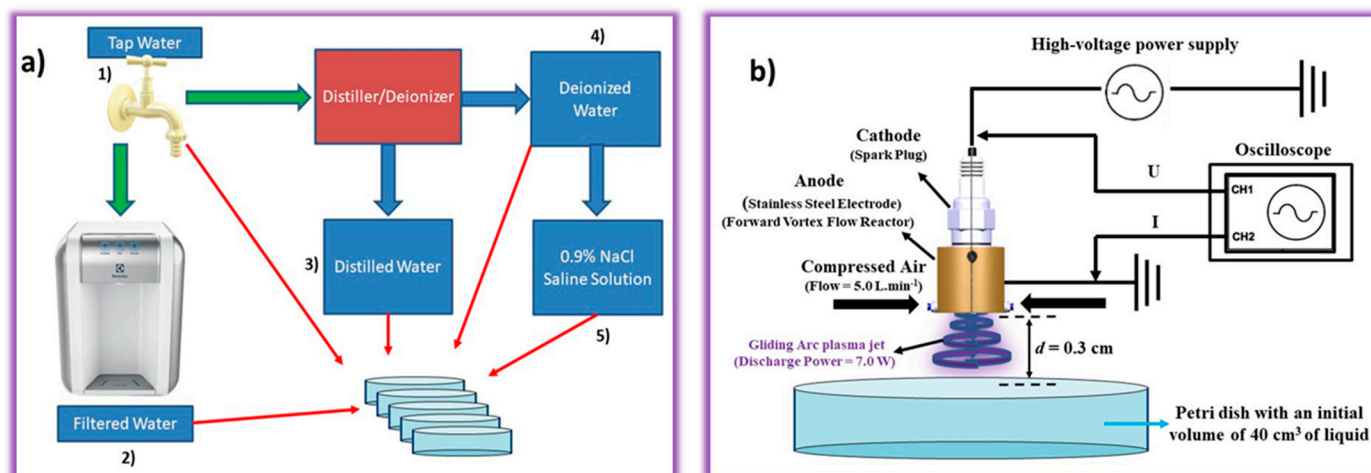 a)
Tap Water
1)
Distiller/Deionizer
4)
Deionized
Water
3)
Distilled Water
0.9% NaCl
Saline Solution
5)
Filtered Water
2)
b)
High-voltage power supply
Cathode
(Spark Plug)
Anode
(Stainless Steel Electrode)
(Forward Vortex Flow Reactor)
Compressed Air
(Flow = 5.0 L.min⁻¹)
U
I
Oscilloscope
CH1
CH2
Gliding Arc plasma jet
(Discharge Power = 7.0 W)
d = 0.3 cm
Petri dish with an initial
volume of 40 cm³ of liquid